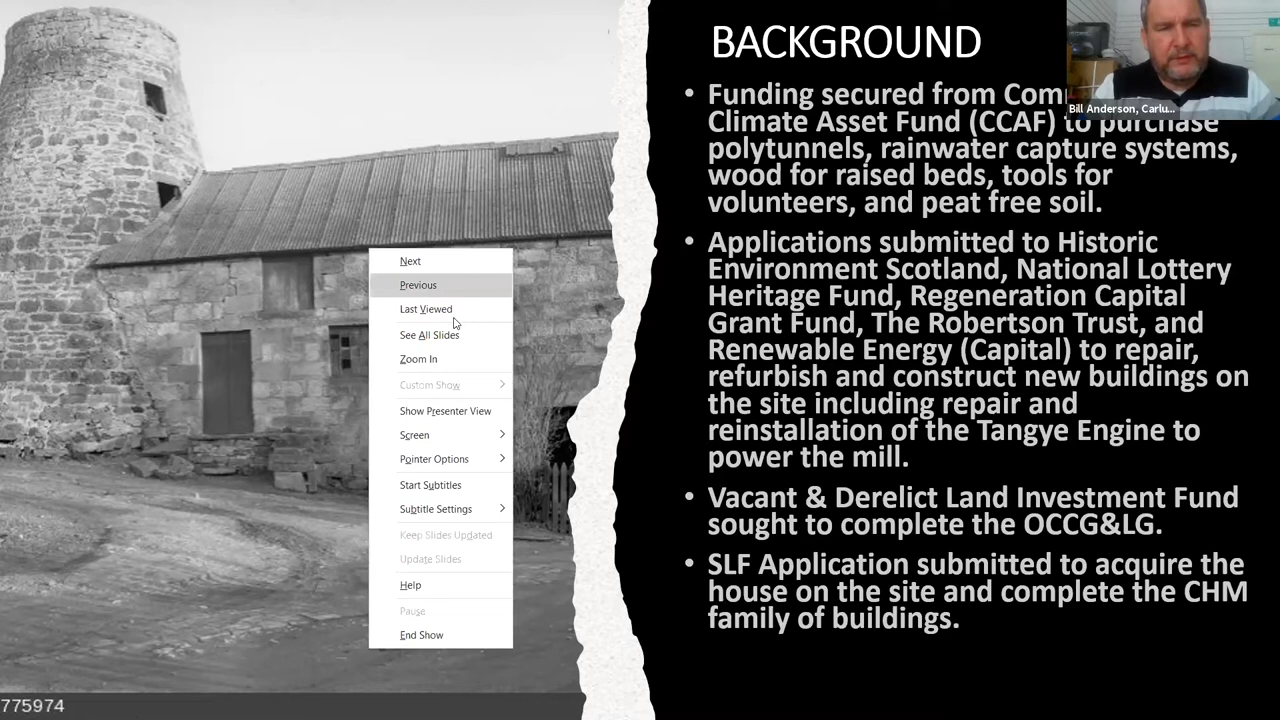 BACKGROUND
• Funding secured from Com
Climate Asset Fund (CCAF) to purchase
polytunnels, rainwater capture systems,
wood for raised beds, tools for
volunteers, and peat free soil.
• Applications submitted to Historic
Environment Scotland, National Lottery
Heritage Fund, Regeneration Capital
Grant Fund, The Robertson Trust, and
Renewable Energy (Capital) to repair,
refurbish and construct new buildings on
the site including repair and
reinstallation of the Tangye Engine to
power the mill.
• Vacant & Derelict Land Investment Fund
sought to complete the OCCG&LG.
• SLF Application submitted to acquire the
house on the site and complete the CHM
family of buildings.
Bill Anderson, Carlu...
Next
Previous
Last Viewed
See All Slides
Zoom In
Custom Show
Show Presenter View
Screen
Pointer Options
Start Subtitles
Subtitle Settings
Keep Slides Updated
Update Slides
Help
Pause
End Show
775974